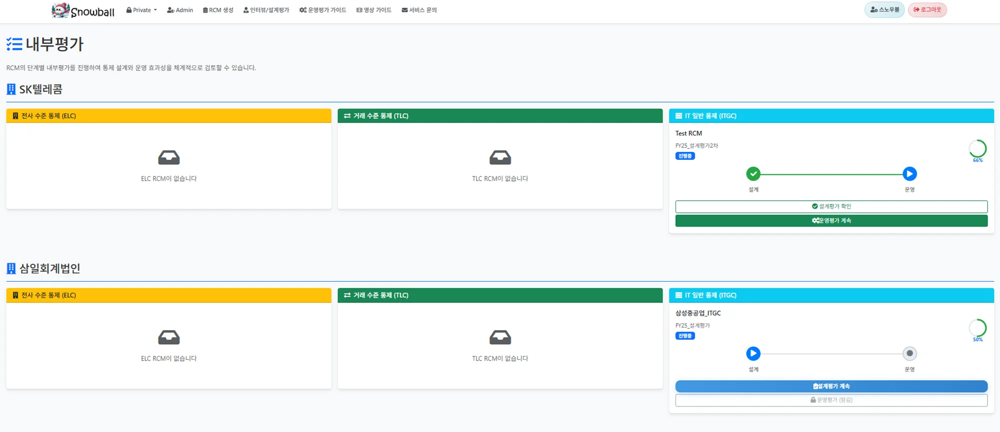 Snowball
Private
Admin
RCM 생성
인터뷰/설계평가
운영평가 가이드
영상 가이드
서비스 문의
스노우볼
로그아웃
내부평가
RCM의 단계별 내부평가를 진행하여 통제 설계와 운영 효과성을 체계적으로 검토할 수 있습니다.
SK텔레콤
전사 수준 통제 (ELC)
ELC RCM이 없습니다
거래 수준 통제 (TLC)
TLC RCM이 없습니다
IT 일반 통제 (ITGC)
Test RCM
FY25_설계평가2차
진행중
66%
설계
운영
설계평가 확인
운영평가 계속
삼일회계법인
전사 수준 통제 (ELC)
ELC RCM이 없습니다
거래 수준 통제 (TLC)
TLC RCM이 없습니다
IT 일반 통제 (ITGC)
삼성중공업_ITGC
FY25_설계평가
진행중
50%
설계
운영
설계평가 계속
운영평가 (잠김)